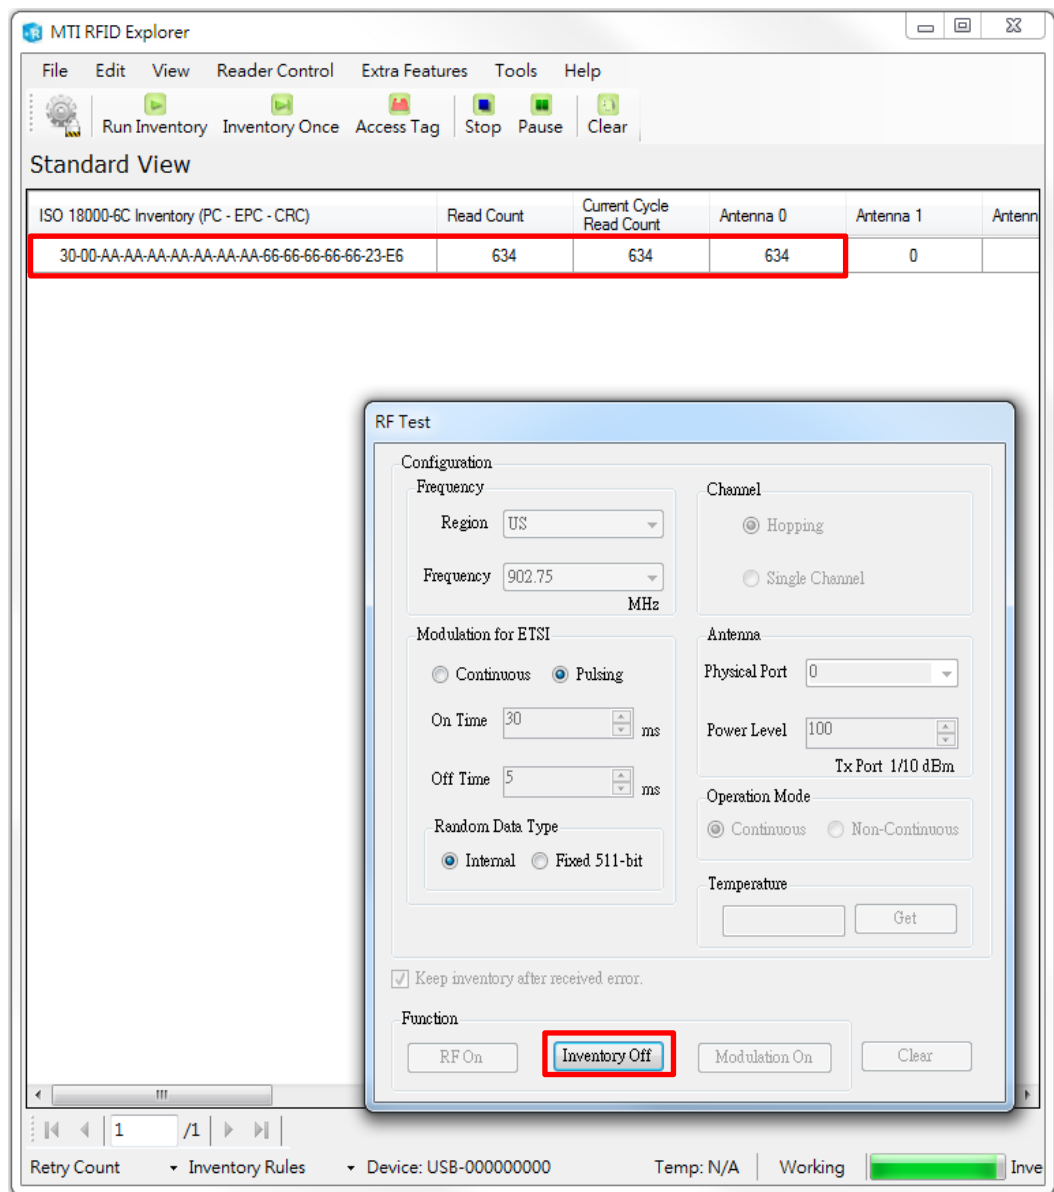 MTI RFID Explorer
File Edit View Reader Control Extra Features Tools Help
Run Inventory Inventory Once Access Tag Stop Pause Clear
Standard View
ISO 18000-6C Inventory (PC - EPC - CRC) Read Count Current Cycle Read Count Antenna 0 Antenna 1 Antenn
30-00-AA-AA-AA-AA-AA-AA-AA-66-66-66-66-66-23-E6 634 634 634 0
RF Test
Configuration
Frequency
Region US
Frequency 902.75
MHz
Channel
Hopping
Single Channel
Modulation for ETSI
Continuous Pulsing
On Time 30 ms
Off Time 5 ms
Random Data Type
Internal Fixed 511-bit
Antenna
Physical Port 0
Power Level 100
Tx Port 1/10 dBm
Operation Mode
Continuous Non-Continuous
Temperature
Get
Keep inventory after received error.
Function
RF On Inventory Off Modulation On Clear
1 /1
Retry Count Inventory Rules Device: USB-000000000 Temp: N/A Working Inve